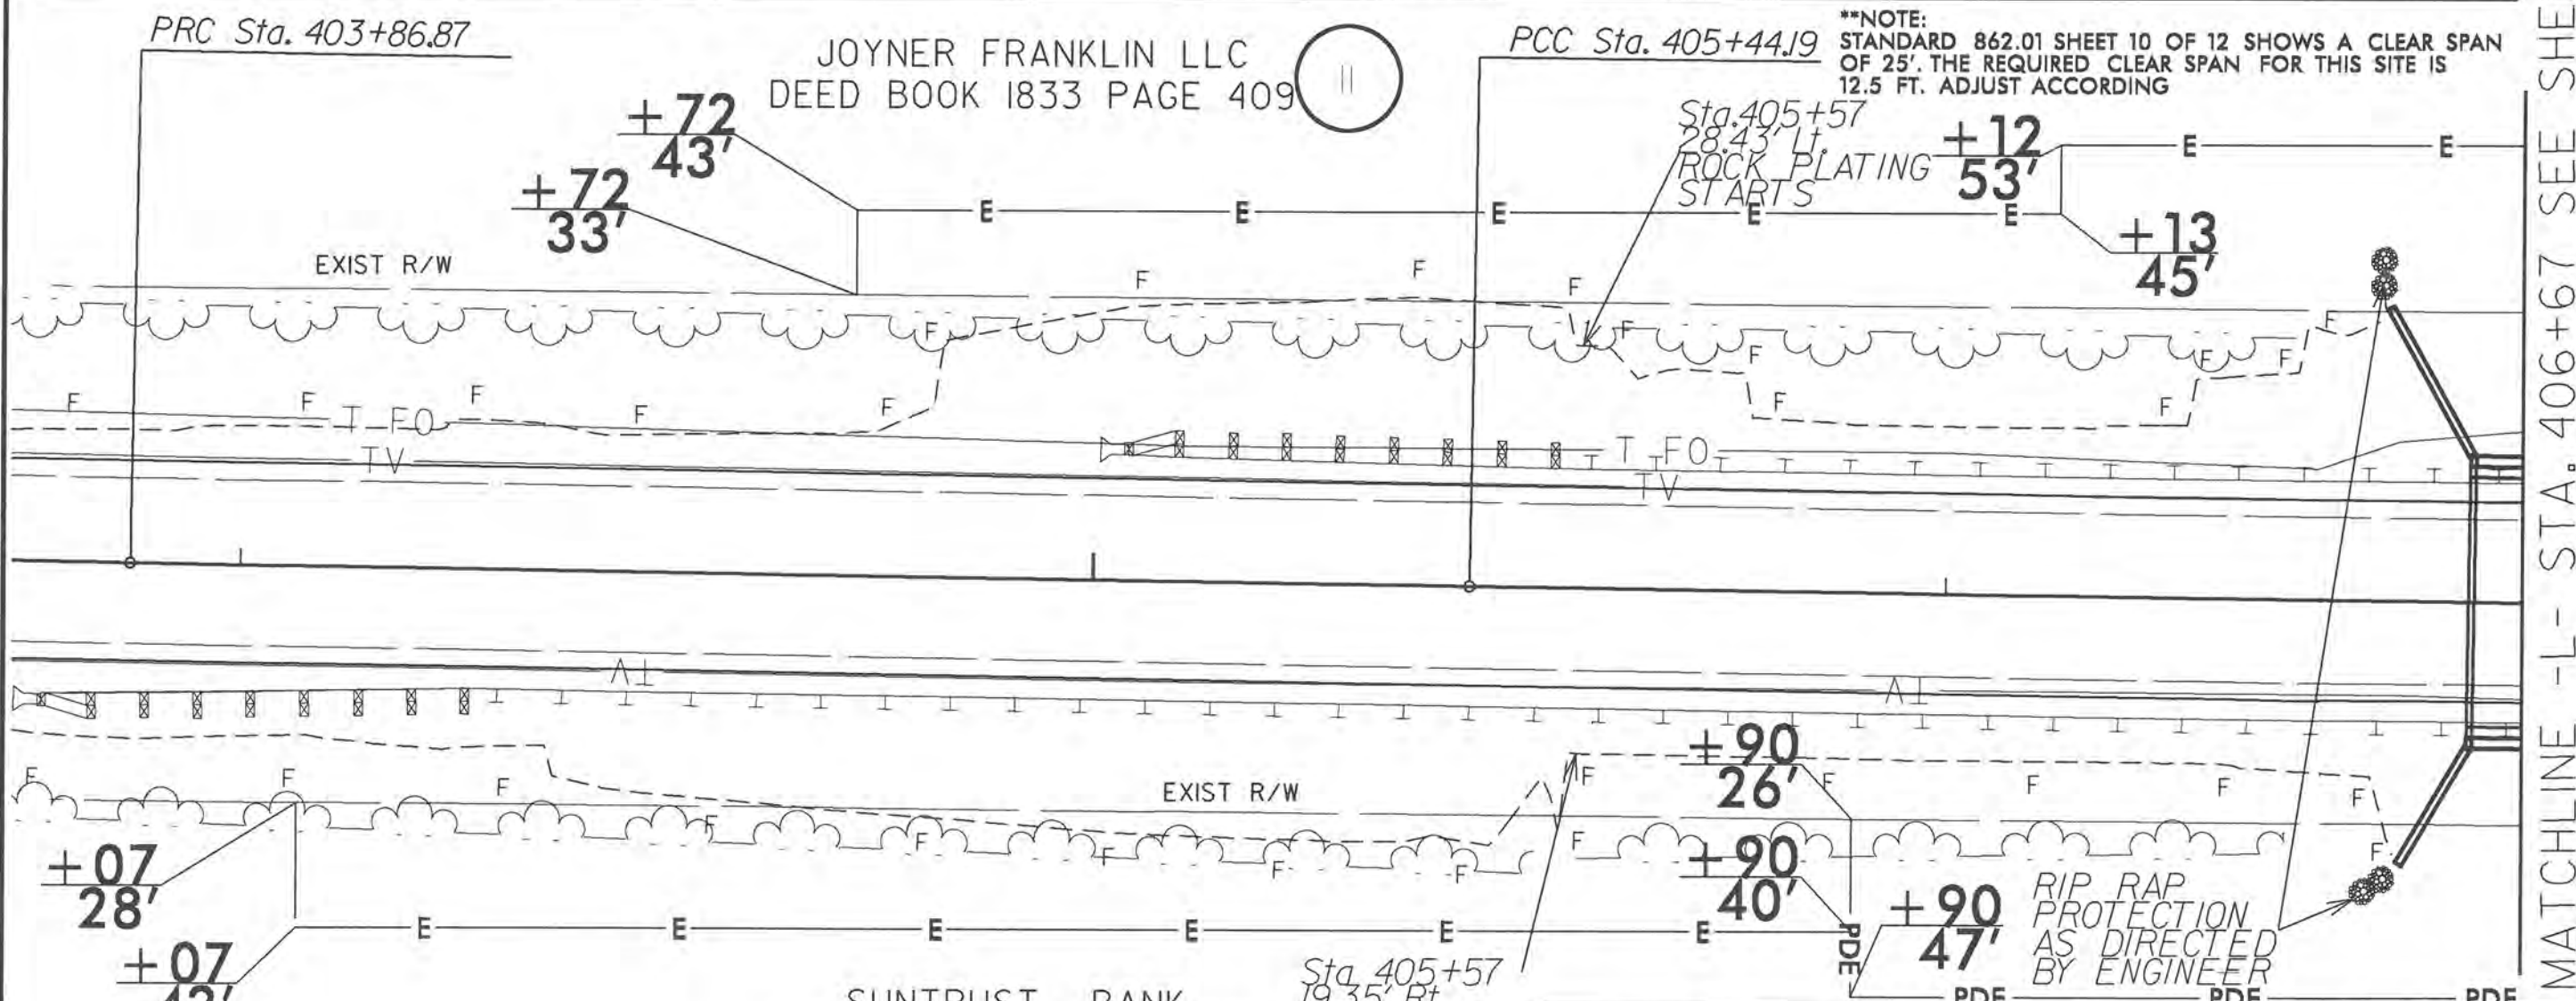 PRC Sta. 403+86.87
JOYNER FRANKLIN LLC
DEED BOOK 1833 PAGE 409
11
PCC Sta. 405+44.19
**NOTE:
STANDARD 862.01 SHEET 10 OF 12 SHOWS A CLEAR SPAN
OF 25'. THE REQUIRED CLEAR SPAN FOR THIS SITE IS
12.5 FT. ADJUST ACCORDING
+72
43'
+72
33'
Sta.405+57
28.43' Lt.
ROCK PLATING
STARTS
+12
53'
E E
E E E E E
+13
45'
EXIST R/W
F F F
F F F F F F
F F F F F F F
T FO
TV
T FO
TV
TV
TV
EXIST R/W
F F F F F F F F
F F F F F F F
+90
26'
+90
40'
+90
47'
+07
28'
+07
E E E E E E
PDE
RIP RAP
PROTECTION
AS DIRECTED
BY ENGINEER
Sta. 405+57
19.35' Rt.
SUNTRUST BANK
PDE PDE PDE
MATCHLINE -L- STA. 406+67 SEE SHE